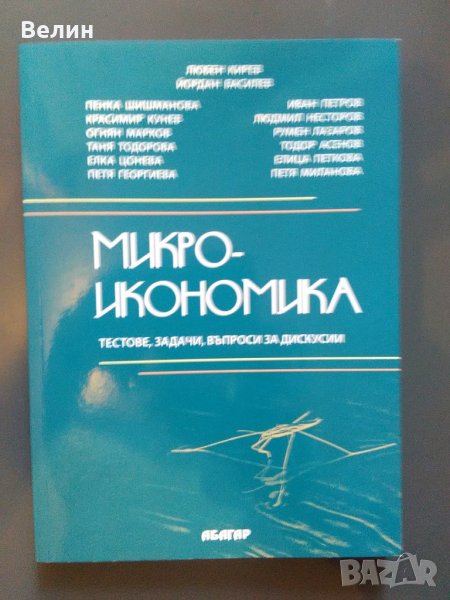 Велин
ЛЮБЕН КИРЕВ
ЙОРДАН ВАСИЛЕВ
ПЕНКА ШИШМАНОВА
КРАСИМИР КУНЕВ
ОГНЯН МАРКОВ
ТАНЯ ТОДОРОВА
ЕЛКА ЦОНЕВА
ПЕТЯ ГЕОРГИЕВА
ИВАН ПЕТРОВ
ЛЮДМИЛ НЕСТОРОВ
РУМЕН ЛАЗАРОВ
ТОДОР АСЕНОВ
ЕЛИЦА ПЕТКОВА
ПЕТЯ МИЛАНОВА
МИКРО-
ИКОНОМИКА
ТЕСТОВЕ, ЗАДАЧИ, ВЪПРОСИ ЗА ДИСКУСИИ
АБАГАР
BAZAR